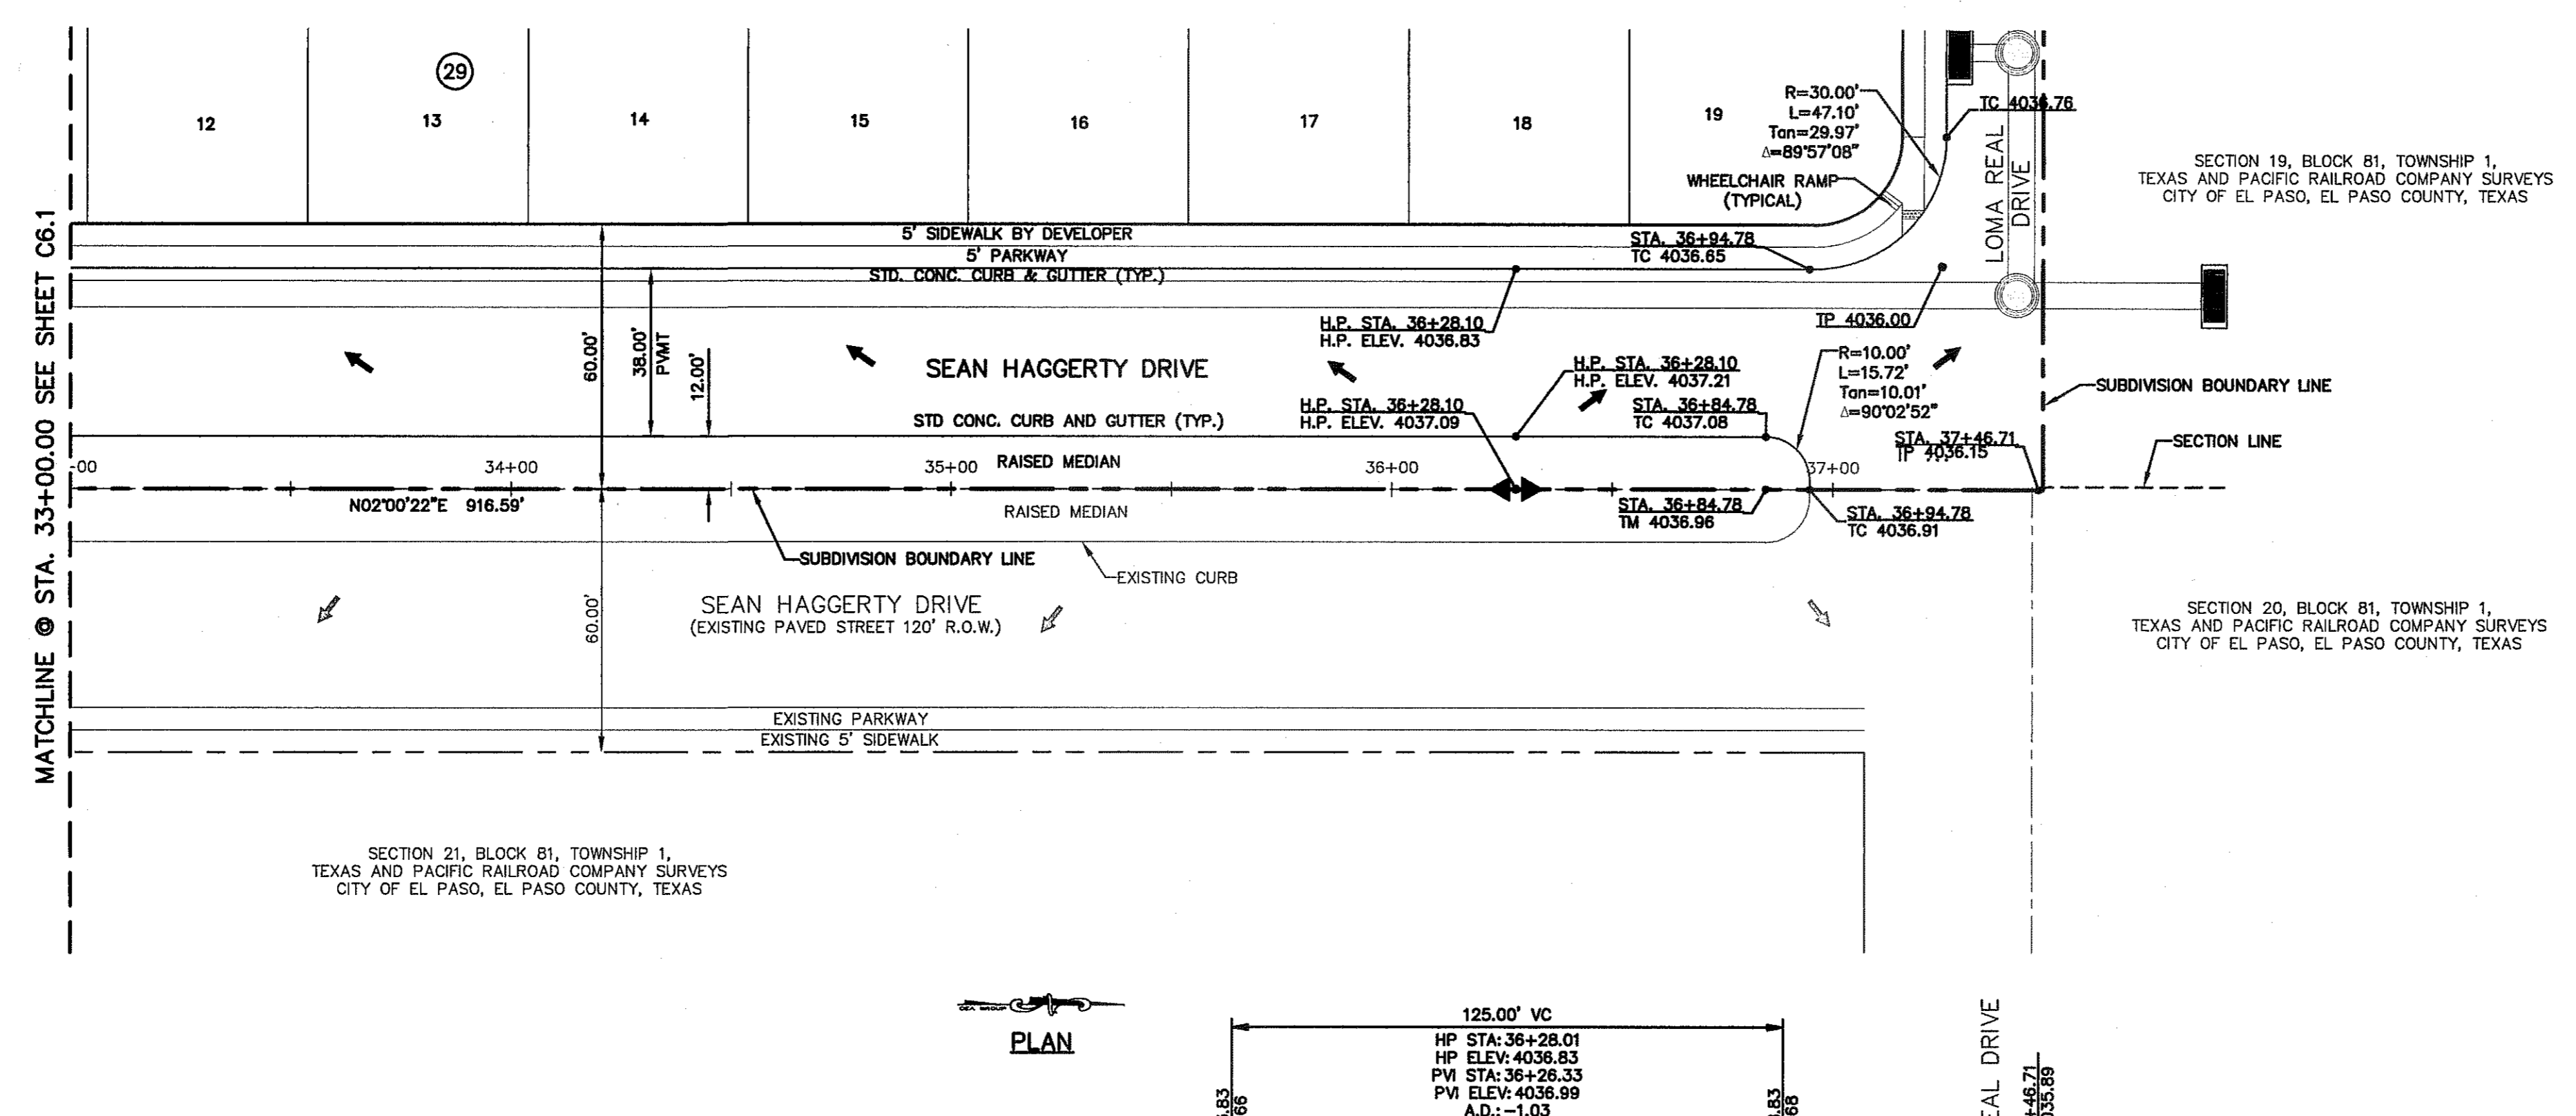 MATCHLINE @ STA. 33+00.00 SEE SHEET C6.1
29
12
13
14
15
16
17
18
19
R=30.00'
L=47.10'
Tan=29.97'
Δ=89°57'08"
WHEELCHAIR RAMP
(TYPICAL)
TC 4036.76
LOMA REAL
DRIVE
SECTION 19, BLOCK 81, TOWNSHIP 1,
TEXAS AND PACIFIC RAILROAD COMPANY SURVEYS
CITY OF EL PASO, EL PASO COUNTY, TEXAS
5' SIDEWALK BY DEVELOPER
5' PARKWAY
STD. CONC. CURB & GUTTER (TYP.)
STA. 36+94.78
TC 4036.65
60.00'
38.00'
PVMT
12.00'
SEAN HAGGERTY DRIVE
H.P. STA. 36+28.10
H.P. ELEV. 4036.83
TP 4036.00
H.P. STA. 36+28.10
H.P. ELEV. 4037.21
R=10.00'
L=15.72'
Tan=10.01'
Δ=90°02'52"
SUBDIVISION BOUNDARY LINE
STD CONC. CURB AND GUTTER (TYP.)
H.P. STA. 36+28.10
H.P. ELEV. 4037.09
STA. 36+84.78
TC 4037.08
STA. 37+46.71
TP 4036.15
SECTION LINE
-00
34+00
35+00
RAISED MEDIAN
36+00
37+00
N02°00'22"E 916.59'
RAISED MEDIAN
STA. 36+84.78
TM 4036.96
STA. 36+94.78
TC 4036.91
SUBDIVISION BOUNDARY LINE
EXISTING CURB
60.00'
SEAN HAGGERTY DRIVE
(EXISTING PAVED STREET 120' R.O.W.)
SECTION 20, BLOCK 81, TOWNSHIP 1,
TEXAS AND PACIFIC RAILROAD COMPANY SURVEYS
CITY OF EL PASO, EL PASO COUNTY, TEXAS
EXISTING PARKWAY
EXISTING 5' SIDEWALK
SECTION 21, BLOCK 81, TOWNSHIP 1,
TEXAS AND PACIFIC RAILROAD COMPANY SURVEYS
CITY OF EL PASO, EL PASO COUNTY, TEXAS
CEA GROUP
PLAN
125.00' VC
HP STA: 36+28.01
HP ELEV: 4036.83
PVI STA: 36+26.33
PVI ELEV: 4036.99
A.D.: -1.03
.83
66
.83
68
EAL DRIVE
+46.71
035.89